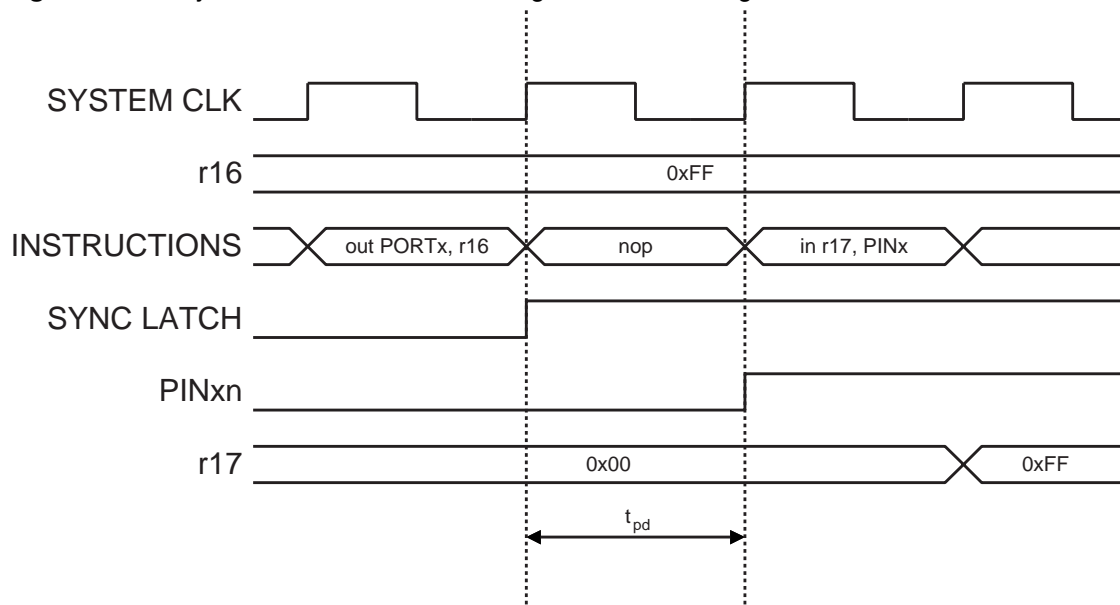 SYSTEM CLK
r16
0xFF
INSTRUCTIONS
out PORTx, r16
nop
in r17, PINx
SYNC LATCH
PINxn
r17
0x00
0xFF
tpd